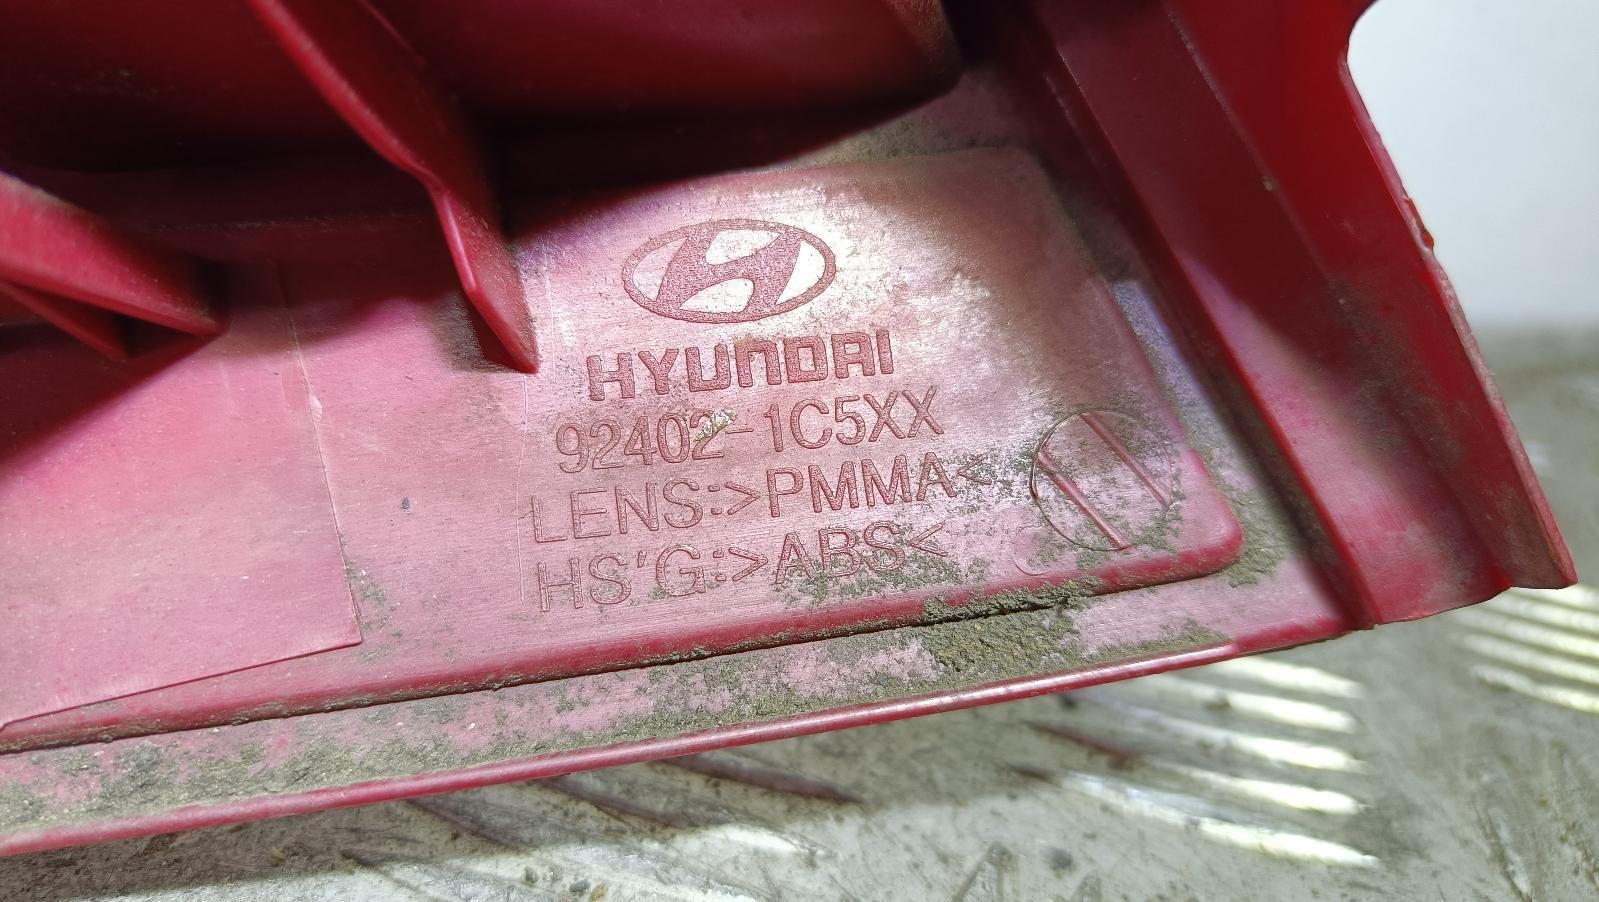 HYUNDAI
92402-1C5XX
LENS:>PMMA<
HS'G:>ABS<